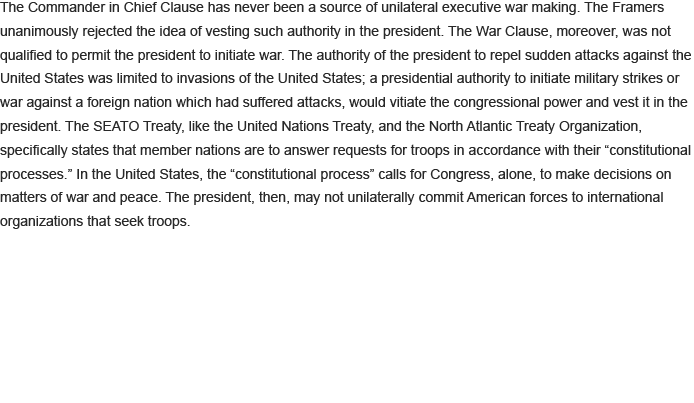 The Commander in Chief Clause has never been a source of unilateral executive war making. The Framers
unanimously rejected the idea of vesting such authority in the president. The War Clause, moreover, was not
qualified to permit the president to initiate war. The authority of the president to repel sudden attacks against the
United States was limited to invasions of the United States; a presidential authority to initiate military strikes or
war against a foreign nation which had suffered attacks, would vitiate the congressional power and vest it in the
president. The SEATO Treaty, like the United Nations Treaty, and the North Atlantic Treaty Organization,
specifically states that member nations are to answer requests for troops in accordance with their “constitutional
processes.” In the United States, the “constitutional process” calls for Congress, alone, to make decisions on
matters of war and peace. The president, then, may not unilaterally commit American forces to international
organizations that seek troops.